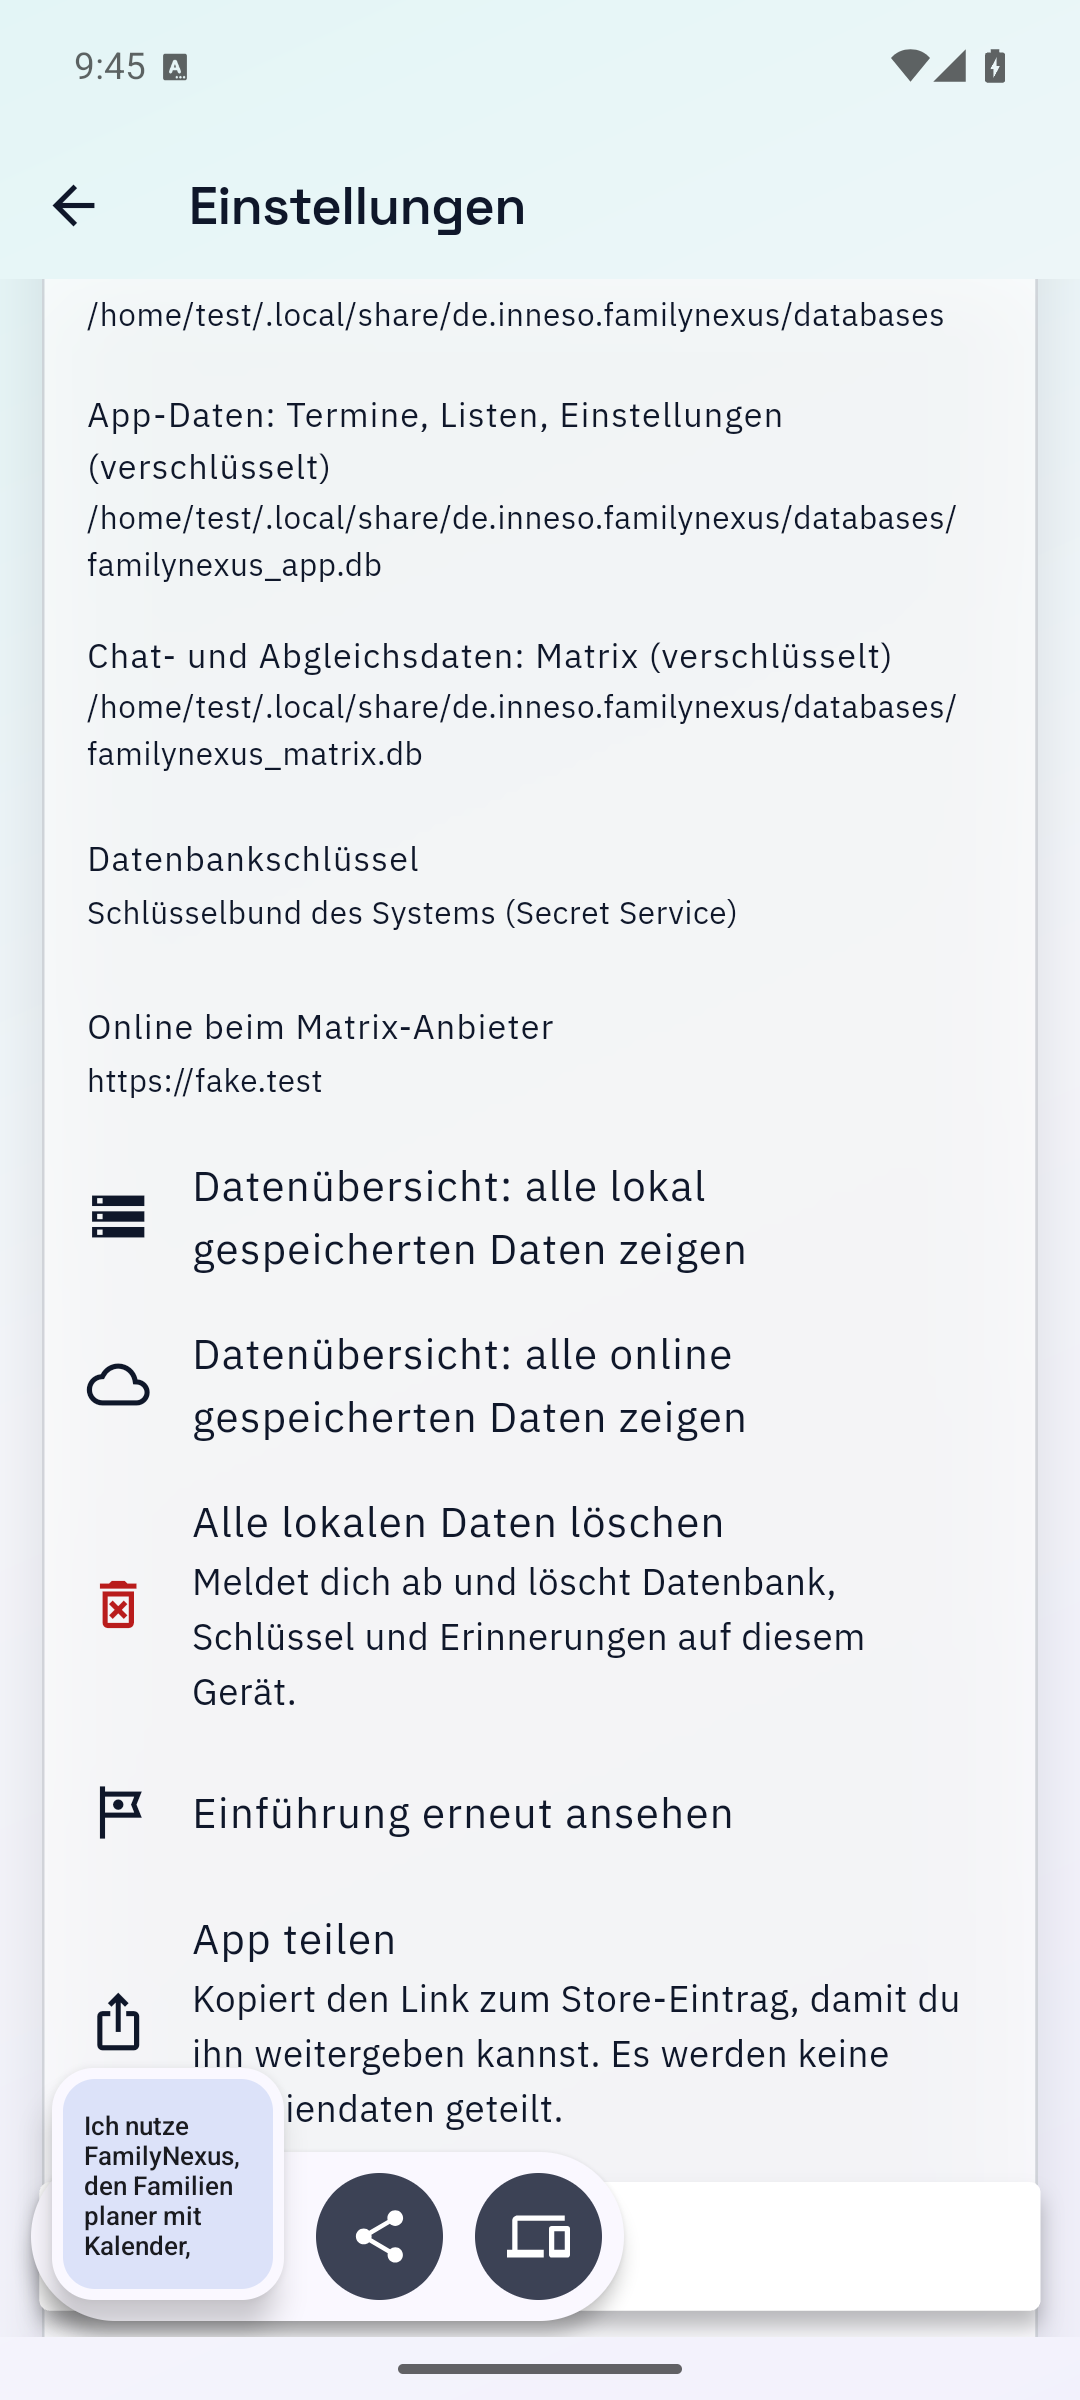 9:45
Einstellungen
/home/test/.local/share/de.inneso.familynexus/databases
App-Daten: Termine, Listen, Einstellungen
(verschlüsselt)
/home/test/.local/share/de.inneso.familynexus/databases/
familynexus_app.db
Chat- und Abgleichsdaten: Matrix (verschlüsselt)
/home/test/.local/share/de.inneso.familynexus/databases/
familynexus_matrix.db
Datenbankschlüssel
Schlüsselbund des Systems (Secret Service)
Online beim Matrix-Anbieter
https://fake.test
Datenübersicht: alle lokal
gespeicherten Daten zeigen
Datenübersicht: alle online
gespeicherten Daten zeigen
Alle lokalen Daten löschen
Meldet dich ab und löscht Datenbank,
Schlüssel und Erinnerungen auf diesem
Gerät.
Einführung erneut ansehen
App teilen
Kopiert den Link zum Store-Eintrag, damit du
ihn weitergeben kannst. Es werden keine
iendaten geteilt.
Ich nutze
FamilyNexus,
den Familien
planer mit
Kalender,